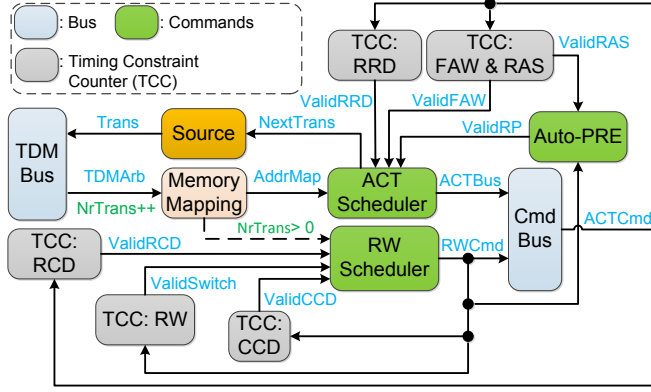 : Bus
: Commands
: Timing Constraint
Counter (TCC)
TCC:
RRD
TCC:
FAW & RAS
ValidRAS
ValidRRD
ValidFAW
Trans
Source
NextTrans
ValidRP
Auto-PRE
TDM
Bus
TDMArb
NrTrans++
Memory
Mapping
AddrMap
ACT
Scheduler
ACTBus
Cmd
Bus
ACTCmd
NrTrans> 0
TCC:
RCD
ValidRCD
RW
Scheduler
RWCmd
ValidSwitch
TCC: RW
ValidCCD
TCC:
CCD